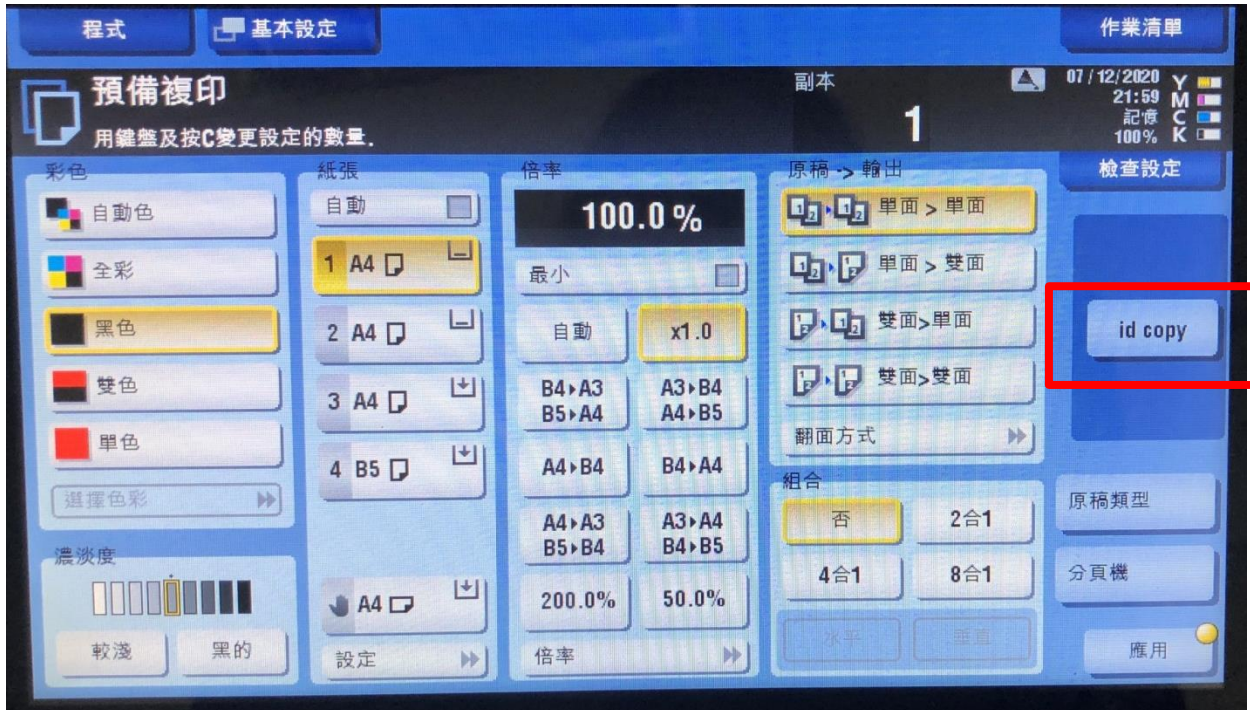 程式
基本設定
作業清單
預備複印
用鍵盤及按C變更設定的數量.
副本
1
07/12/2020
21:59
記憶
100%
Y
M
C
K
彩色
自動色
全彩
黑色
雙色
單色
選擇色彩
濃淡度
較淺
黑的
紙張
自動
1 A4
2 A4
3 A4
4 B5
A4
設定
倍率
100.0%
最小
自動
x1.0
B4▸A3
B5▸A4
A3▸B4
A4▸B5
A4▸B4
B4▸A4
A4▸A3
B5▸B4
A3▸A4
B4▸B5
200.0%
50.0%
倍率
原稿->輸出
單面>單面
單面>雙面
雙面>單面
雙面>雙面
翻面方式
組合
否
2合1
4合1
8合1
水平
垂直
檢查設定
id copy
原稿類型
分頁機
應用